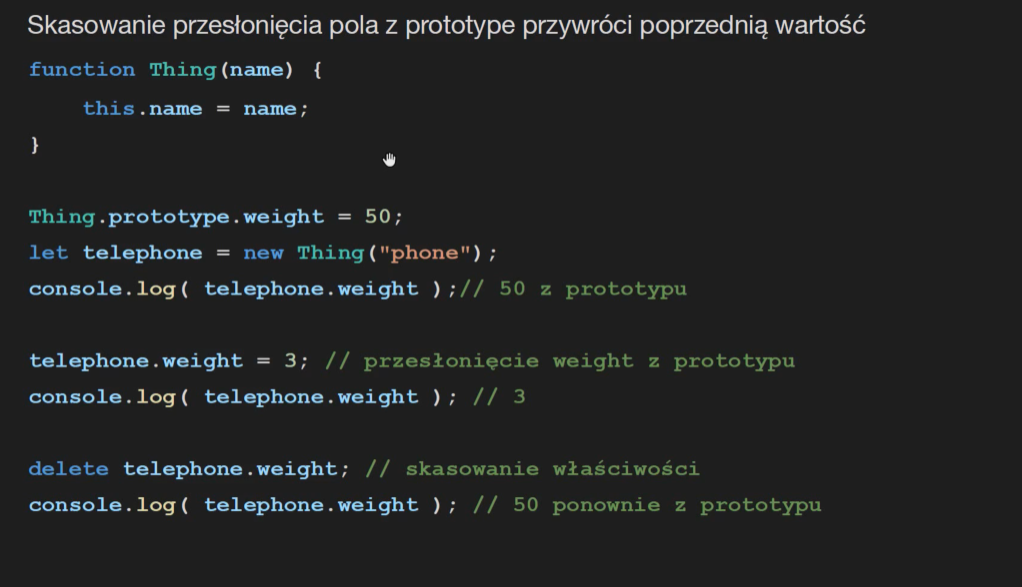 Skasowanie przesłonięcia pola z prototype przywróci poprzednią wartość
function Thing(name) {
    this.name = name;
}
Thing.prototype.weight = 50;
let telephone = new Thing("phone");
console.log( telephone.weight );// 50 z prototypu
telephone.weight = 3; // przesłonięcie weight z prototypu
console.log( telephone.weight ); // 3
delete telephone.weight; // skasowanie właściwości
console.log( telephone.weight ); // 50 ponownie z prototypu